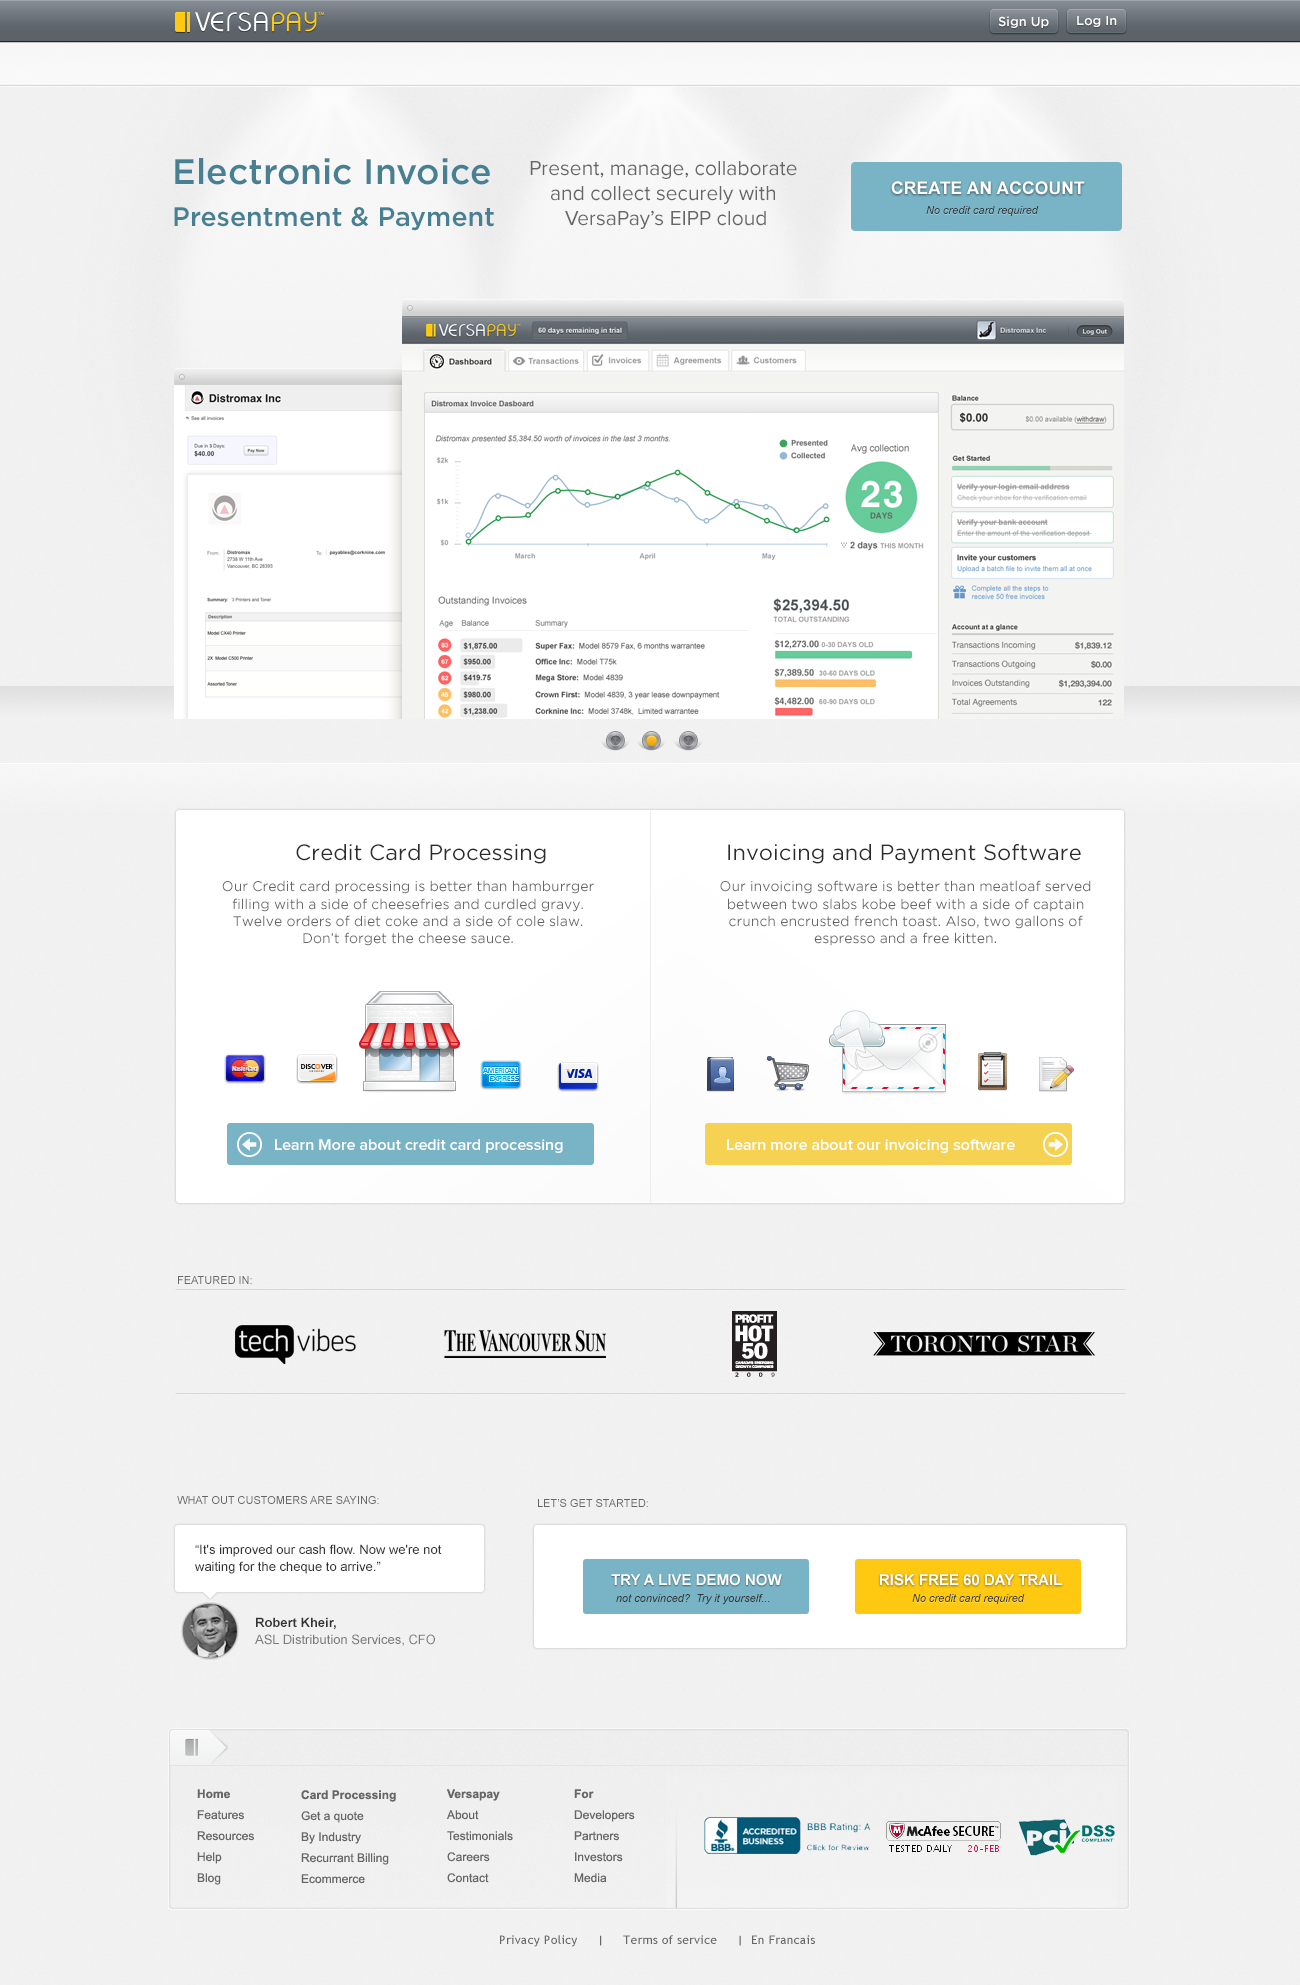 VERSAPAY™
Sign Up
Log In
Electronic Invoice
Presentment & Payment
Present, manage, collaborate
and collect securely with
VersaPay's EIPP cloud
CREATE AN ACCOUNT
No credit card required
VERSAPAY™
60 days remaining in trial
Distromax Inc
Log Out
Dashboard
Transactions
Invoices
Agreements
Customers
Distromax Inc
See all invoices
Due in 3 Days:
$40.00
Pay Now
From:
Distromax
2738 W 11th Ave
Vancouver, BC 28393
To:
payables@corknine.com
Summary
3 Printers and Toner
Description
Model CX40 Printer
2X Model C500 Printer
Assorted Toner
Distromax Invoice Dasboard
Distromax presented $5,384.50 worth of invoices in the last 3 months.
Presented
Collected
$2k
$1k
$0
March
April
May
Avg collection
23
DAYS
2 days THIS MONTH
Outstanding Invoices
Age Balance Summary
83 $1,875.00 Super Fax: Model 8579 Fax, 6 months warrantee
67 $950.00 Office Inc: Model T75k
62 $419.75 Mega Store: Model 4839
45 $980.00 Crown First: Model 4839, 3 year lease downpayment
42 $1,238.00 Corknine Inc: Model 3748k, Limited warrantee
$25,394.50
TOTAL OUTSTANDING
$12,273.00 0-30 DAYS OLD
$7,389.50 30-60 DAYS OLD
$4,482.00 60-90 DAYS OLD
Balance
$0.00
$0.00 available (withdraw)
Get Started
Verify your login email address
Check your inbox for the verification email
Verify your bank account
Enter the amount of the verification deposit
Invite your customers
Upload a batch file to invite them all at once
Complete all the steps to
receive 50 free invoices
Account at a glance
Transactions Incoming $1,839.12
Transactions Outgoing $0.00
Invoices Outstanding $1,293,394.00
Total Agreements 122
Credit Card Processing
Our Credit card processing is better than hamburrger
filling with a side of cheesefries and curdled gravy.
Twelve orders of diet coke and a side of cole slaw.
Don't forget the cheese sauce.
MasterCard
DISCOVER
AMERICAN
EXPRESS
VISA
Learn More about credit card processing
Invoicing and Payment Software
Our invoicing software is better than meatloaf served
between two slabs kobe beef with a side of captain
crunch encrusted french toast. Also, two gallons of
espresso and a free kitten.
Learn more about our invoicing software
FEATURED IN:
techvibes
THE VANCOUVER SUN
PROFIT
HOT
50
CANADA'S EMERGING
GROWTH COMPANIES
2009
TORONTO STAR
WHAT OUT CUSTOMERS ARE SAYING:
“It's improved our cash flow. Now we're not
waiting for the cheque to arrive.”
Robert Kheir,
ASL Distribution Services, CFO
LET'S GET STARTED:
TRY A LIVE DEMO NOW
not convinced? Try it yourself...
RISK FREE 60 DAY TRAIL
No credit card required
Home
Features
Resources
Help
Blog
Card Processing
Get a quote
By Industry
Recurrant Billing
Ecommerce
Versapay
About
Testimonials
Careers
Contact
For
Developers
Partners
Investors
Media
BBB.
ACCREDITED
BUSINESS
BBB Rating: A
Click for Review
McAfee SECURE™
TESTED DAILY 20-FEB
PCI DSS
COMPLIANT
Privacy Policy | Terms of service | En Francais